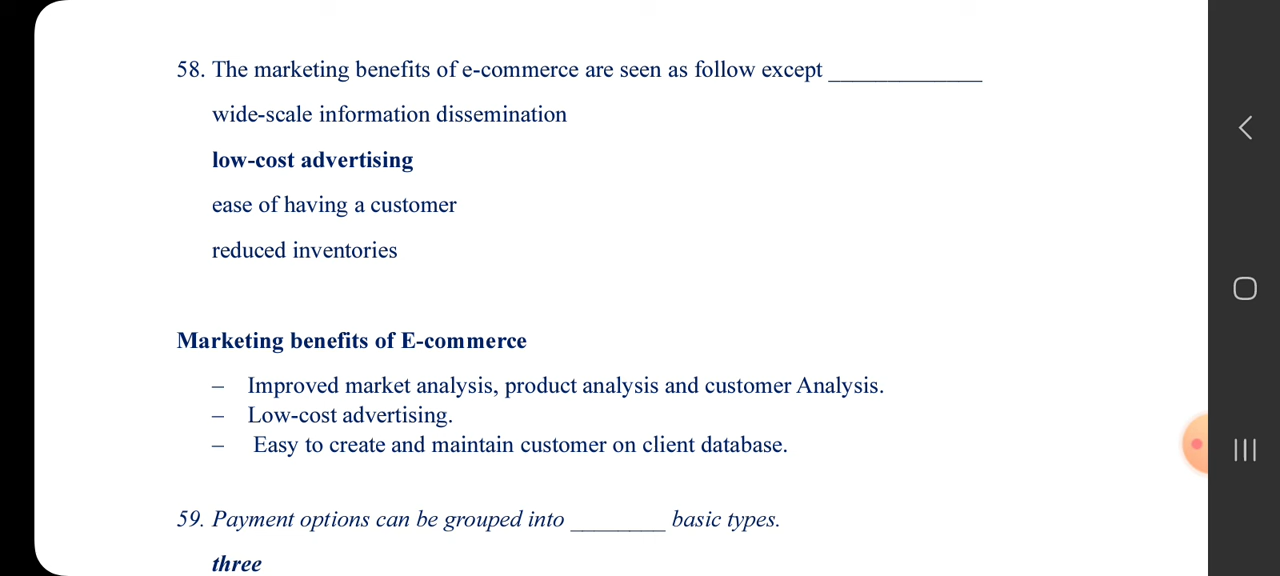 58. The marketing benefits of e-commerce are seen as follow except _____________
wide-scale information dissemination
low-cost advertising
ease of having a customer
reduced inventories
Marketing benefits of E-commerce
– Improved market analysis, product analysis and customer Analysis.
– Low-cost advertising.
– Easy to create and maintain customer on client database.
59. Payment options can be grouped into ________ basic types.
three